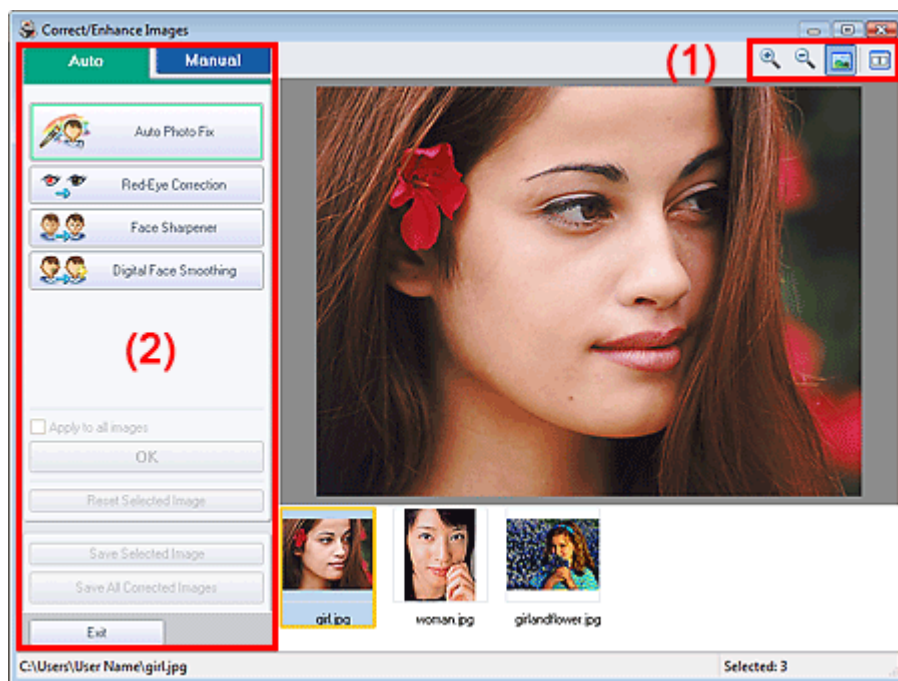 Correct/Enhance Images
Auto
Manual
(1)
Auto Photo Fix
Red-Eye Correction
Face Sharpener
Digital Face Smoothing
(2)
Apply to all images
OK
Reset Selected Image
Save Selected Image
Save All Corrected Images
Exit
girl.jpg
woman.jpg
girlandflower.jpg
C:\Users\User Name\girl.jpg
Selected: 3